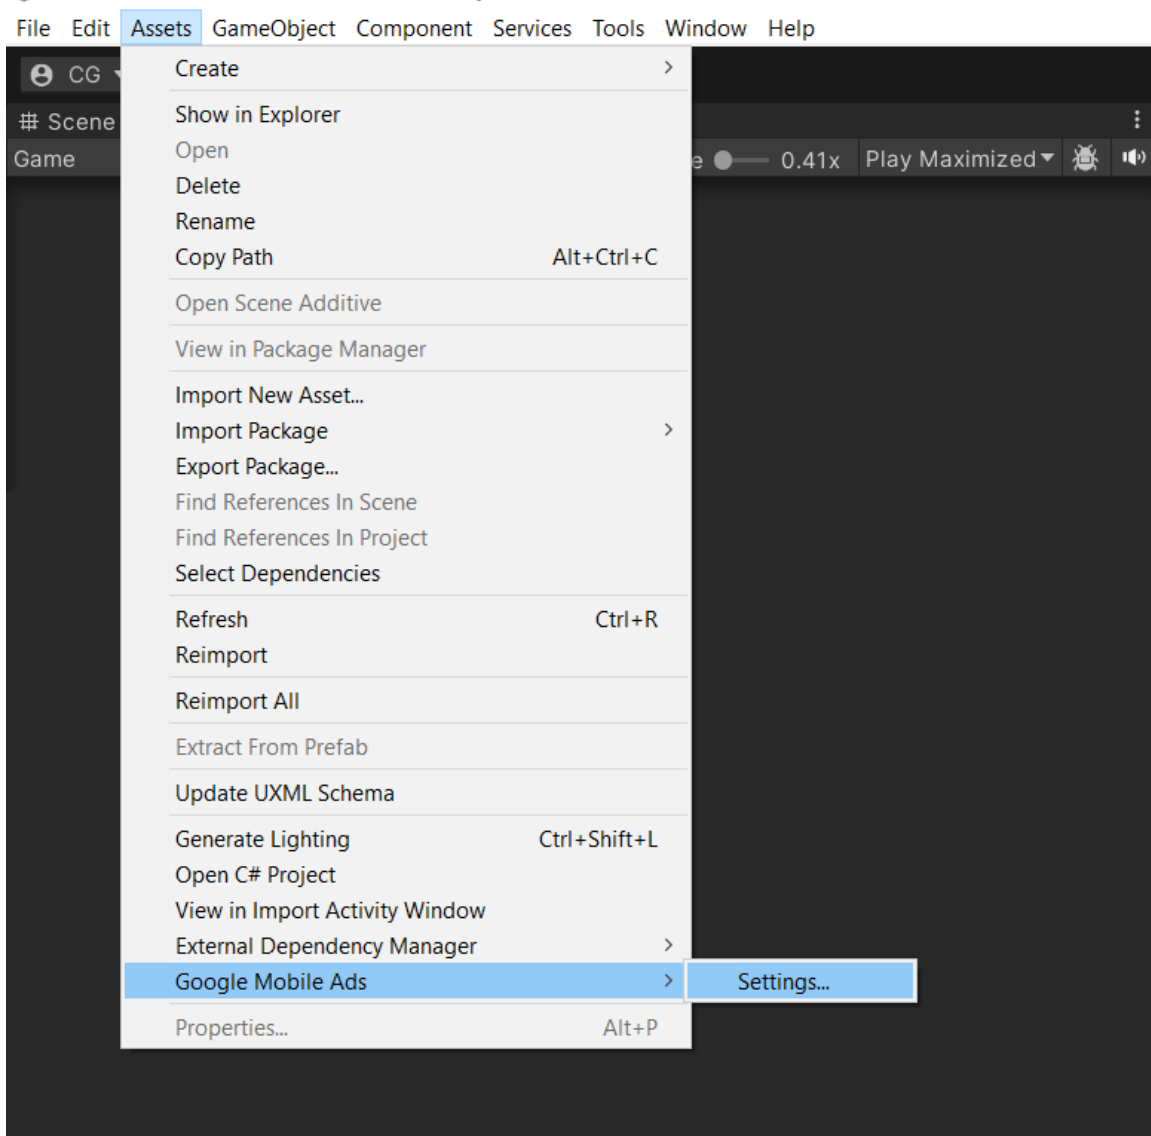 File Edit Assets GameObject Component Services Tools Window Help
CG
Scene
Game
e 0.41x Play Maximized
Create
Show in Explorer
Open
Delete
Rename
Copy Path Alt+Ctrl+C
Open Scene Additive
View in Package Manager
Import New Asset...
Import Package
Export Package...
Find References In Scene
Find References In Project
Select Dependencies
Refresh Ctrl+R
Reimport
Reimport All
Extract From Prefab
Update UXML Schema
Generate Lighting Ctrl+Shift+L
Open C# Project
View in Import Activity Window
External Dependency Manager
Google Mobile Ads
Settings...
Properties... Alt+P